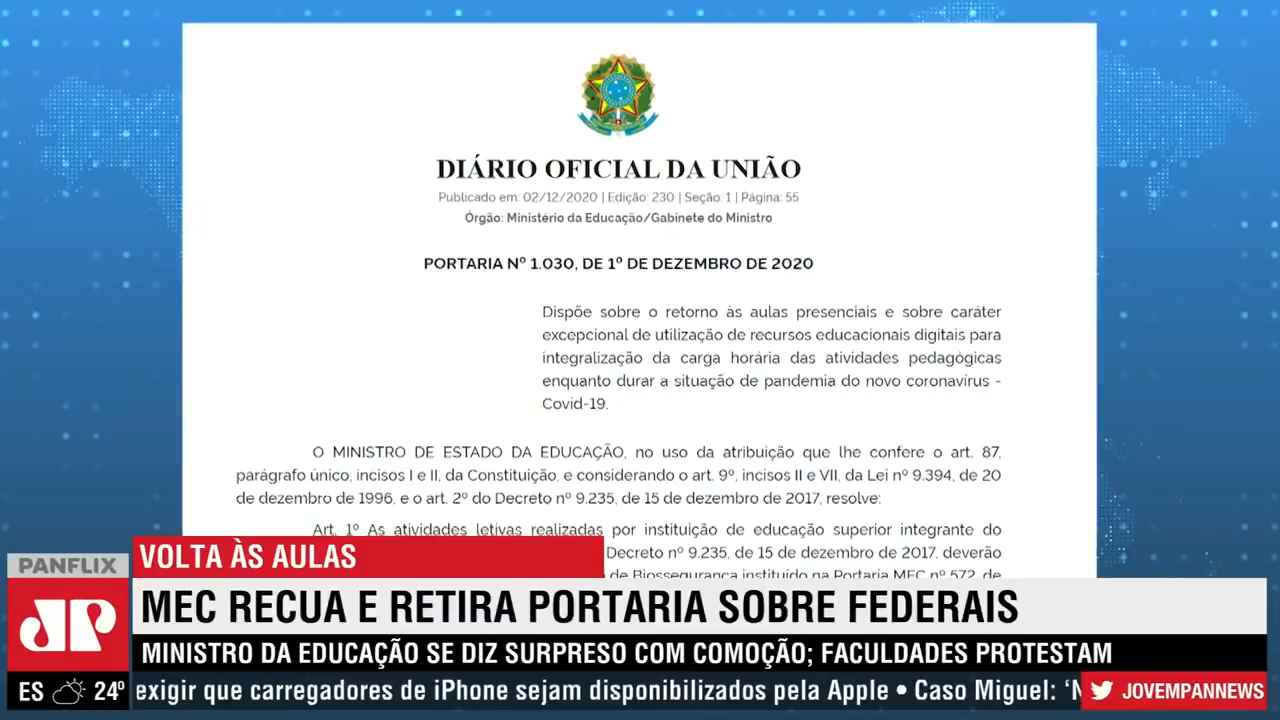 DIÁRIO OFICIAL DA UNIÃO
Publicado em: 02/12/2020 | Edição: 230 | Seção: 1 | Página: 55
Órgão: Ministério da Educação/Gabinete do Ministro
PORTARIA Nº 1.030, DE 1º DE DEZEMBRO DE 2020
Dispõe sobre o retorno às aulas presenciais e sobre caráter
excepcional de utilização de recursos educacionais digitais para
integralização da carga horária das atividades pedagógicas
enquanto durar a situação de pandemia do novo coronavírus -
Covid-19.
O MINISTRO DE ESTADO DA EDUCAÇÃO, no uso da atribuição que lhe confere o art. 87,
parágrafo único, incisos I e II, da Constituição, e considerando o art. 9º, incisos II e VII, da Lei nº 9.394, de 20
de dezembro de 1996, e o art. 2º do Decreto nº 9.235, de 15 de dezembro de 2017, resolve:
Art. 1º As atividades letivas realizadas por instituição de educação superior integrante do
Decreto nº 9.235, de 15 de dezembro de 2017, deverão
de Biossegurança instituído na Portaria MEC nº 572, de
VOLTA ÀS AULAS
PANFLIX
JP
MEC RECUA E RETIRA PORTARIA SOBRE FEDERAIS
MINISTRO DA EDUCAÇÃO SE DIZ SURPRESO COM COMOÇÃO; FACULDADES PROTESTAM
ES 24º exigir que carregadores de iPhone sejam disponibilizados pela Apple • Caso Miguel: ‘ JOVEMPANNEWS